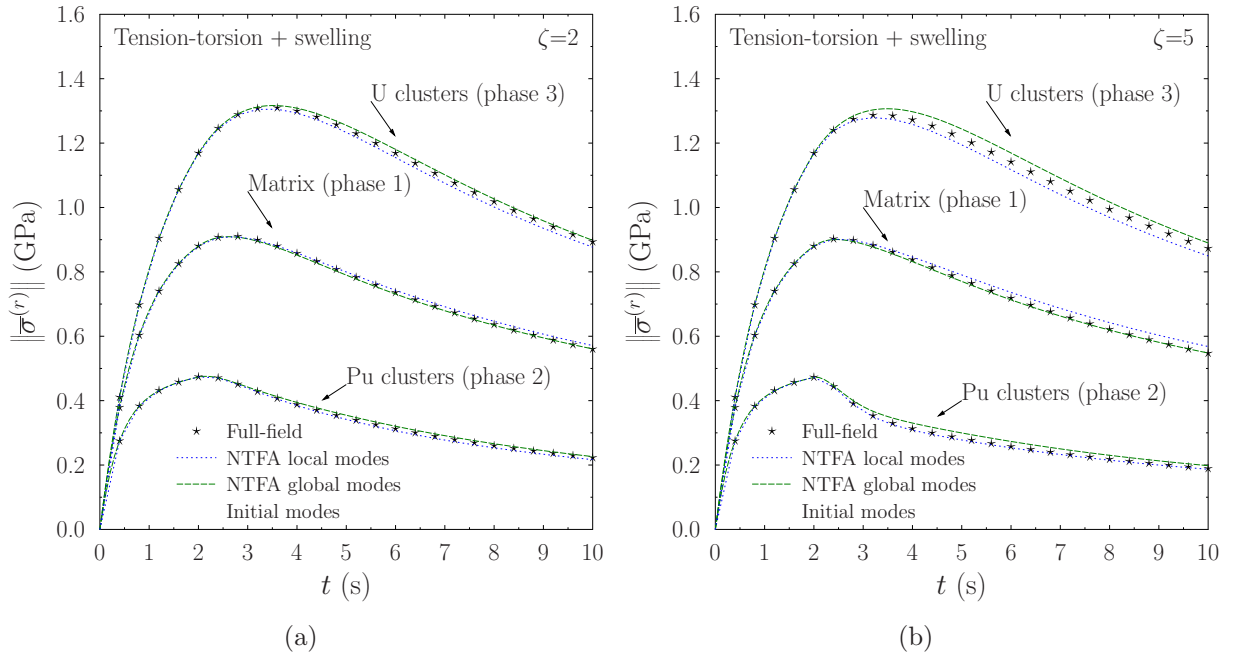 Tension-torsion + swelling ζ=2
U clusters (phase 3)
Matrix (phase 1)
Pu clusters (phase 2)
Full-field
NTFA local modes
NTFA global modes
Initial modes
1.6
1.4
1.2
1.0
0.8
0.6
0.4
0.2
0.0
0 1 2 3 4 5 6 7 8 9 10
‖σ̿⁽ʳ⁾‖ (GPa)
t (s)
(a)
Tension-torsion + swelling ζ=5
U clusters (phase 3)
Matrix (phase 1)
Pu clusters (phase 2)
Full-field
NTFA local modes
NTFA global modes
Initial modes
1.6
1.4
1.2
1.0
0.8
0.6
0.4
0.2
0.0
0 1 2 3 4 5 6 7 8 9 10
‖σ̿⁽ʳ⁾‖ (GPa)
t (s)
(b)